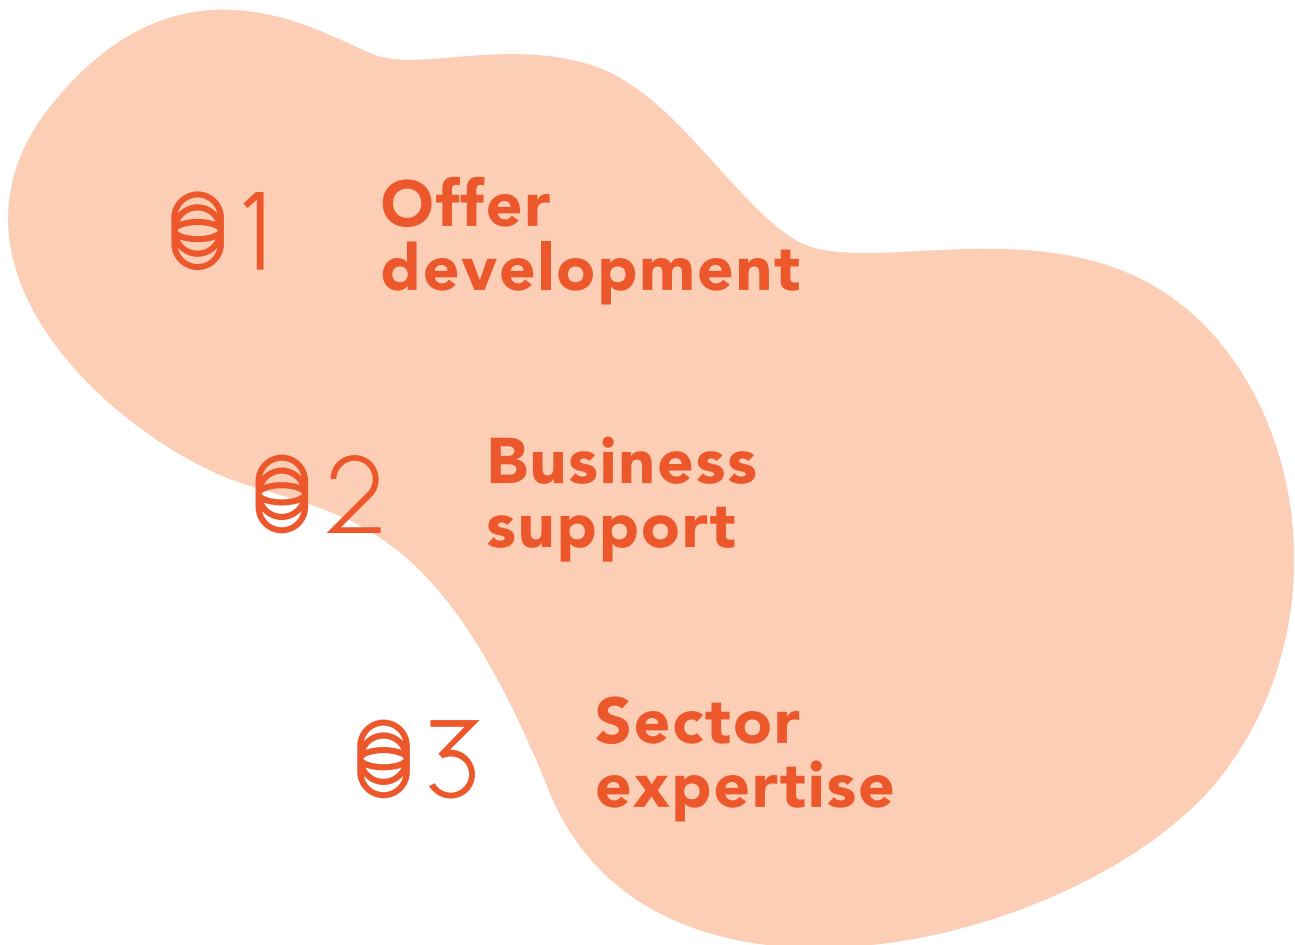 01 Offer
development
02 Business
support
03 Sector
expertise